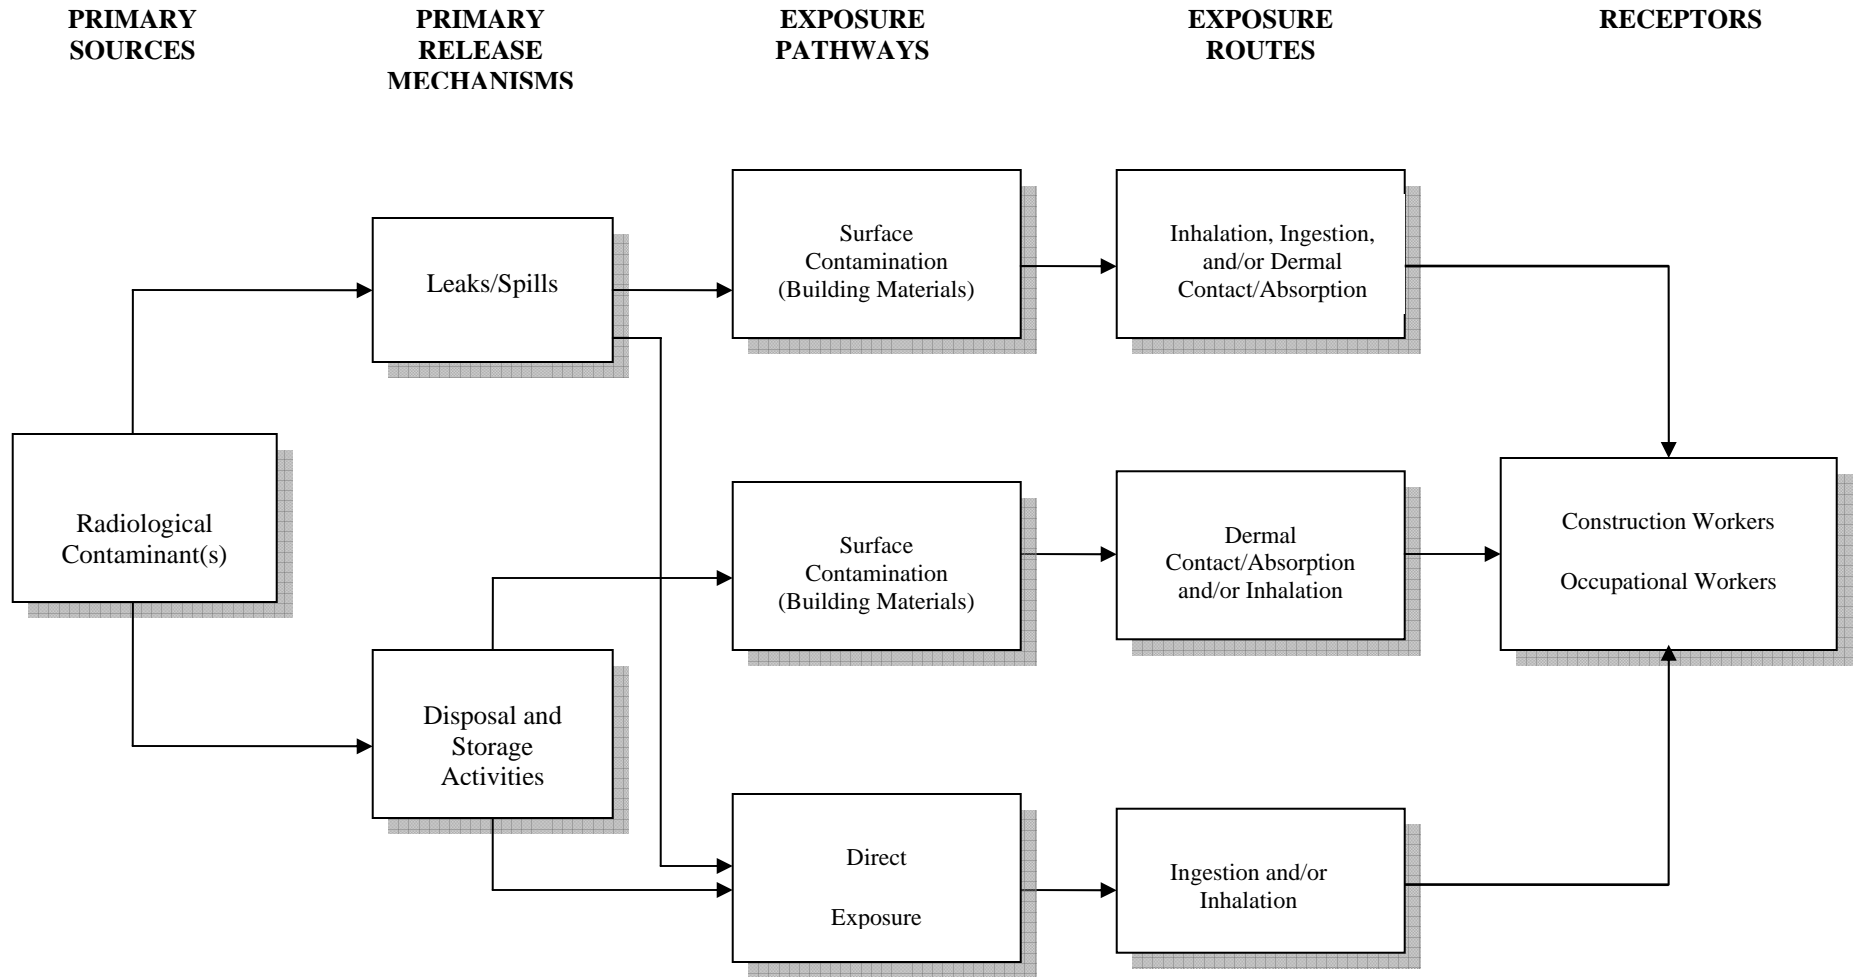 PRIMARY
SOURCES
PRIMARY
RELEASE
MECHANISMS
EXPOSURE
PATHWAYS
EXPOSURE
ROUTES
RECEPTORS
Leaks/Spills
Surface
Contamination
(Building Materials)
Inhalation, Ingestion,
and/or Dermal
Contact/Absorption
Radiological
Contaminant(s)
Surface
Contamination
(Building Materials)
Dermal
Contact/Absorption
and/or Inhalation
Construction Workers
Occupational Workers
Disposal and
Storage
Activities
Direct
Exposure
Ingestion and/or
Inhalation